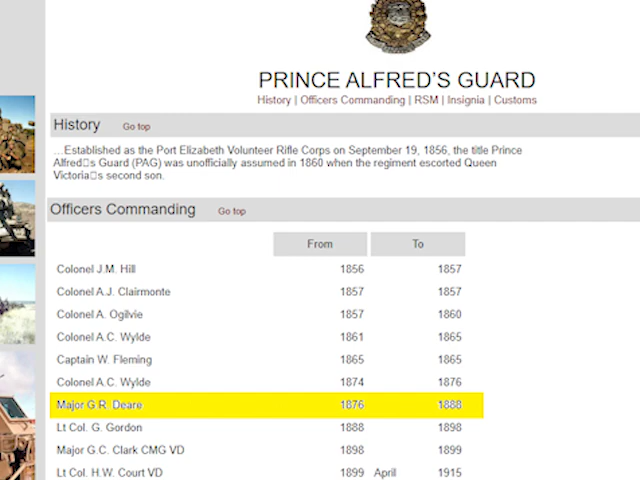 PRINCE ALFRED'S GUARD
History | Officers Commanding | RSM | Insignia | Customs
History Go top
...Established as the Port Elizabeth Volunteer Rifle Corps on September 19, 1856, the title Prince
Alfred▯s Guard (PAG) was unofficially assumed in 1860 when the regiment escorted Queen
Victoria▯s second son.
Officers Commanding Go top
From To
Colonel J.M. Hill 1856 1857
Colonel A.J. Clairmonte 1857 1857
Colonel A. Ogilvie 1857 1860
Colonel A.C. Wylde 1861 1865
Captain W. Fleming 1865 1865
Colonel A.C. Wylde 1874 1876
Major G R. Deare 1876 1888
Lt Col. G. Gordon 1888 1898
Major G.C. Clark CMG VD 1898 1899
Lt Col. H.W. Court VD 1899 April 1915